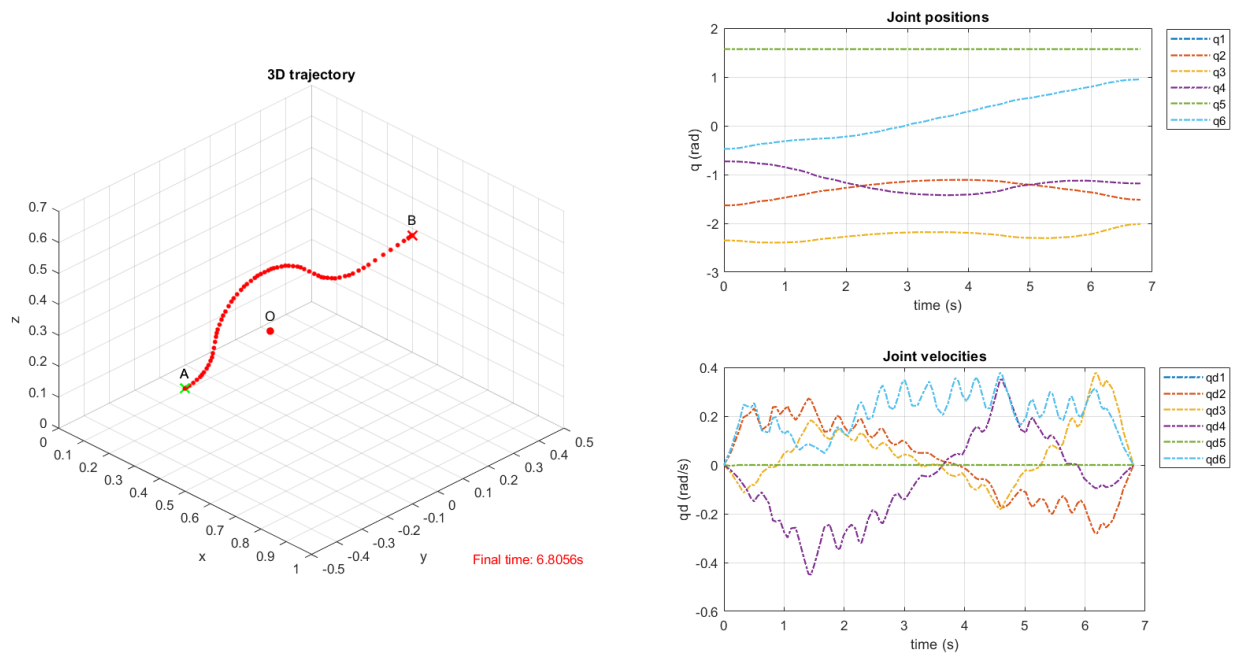 3D trajectory
0.7
0.6
0.5
0.4
0.3
0.2
0.1
0
z
0
0.1
0.2
0.3
0.4
0.5
0.6
0.7
0.8
0.9
1
x
-0.5
-0.4
-0.3
-0.2
-0.1
0
0.1
0.2
0.3
0.4
0.5
y
A
O
B
Final time: 6.8056s
Joint positions
2
1
0
-1
-2
-3
q (rad)
0 1 2 3 4 5 6 7
time (s)
q1
q2
q3
q4
q5
q6
Joint velocities
0.4
0.2
0
-0.2
-0.4
-0.6
qd (rad/s)
0 1 2 3 4 5 6 7
time (s)
qd1
qd2
qd3
qd4
qd5
qd6